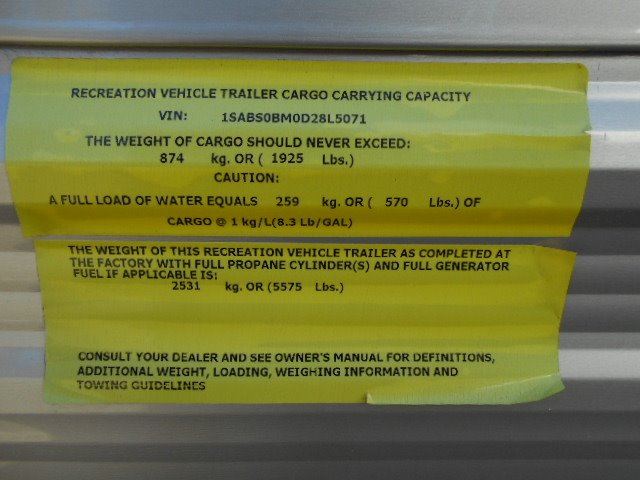 RECREATION VEHICLE TRAILER CARGO CARRYING CAPACITY
VIN: 1SABS0BM0D28L5071
THE WEIGHT OF CARGO SHOULD NEVER EXCEED:
874 kg. OR ( 1925 Lbs.)
CAUTION:
A FULL LOAD OF WATER EQUALS 259 kg. OR ( 570 Lbs.) OF
CARGO @ 1 kg/L(8.3 Lb/GAL)
THE WEIGHT OF THIS RECREATION VEHICLE TRAILER AS COMPLETED AT
THE FACTORY WITH FULL PROPANE CYLINDER(S) AND FULL GENERATOR
FUEL IF APPLICABLE IS:
2531 kg. OR (5575 Lbs.)
CONSULT YOUR DEALER AND SEE OWNER'S MANUAL FOR DEFINITIONS,
ADDITIONAL WEIGHT, LOADING, WEIGHING INFORMATION AND
TOWING GUIDELINES